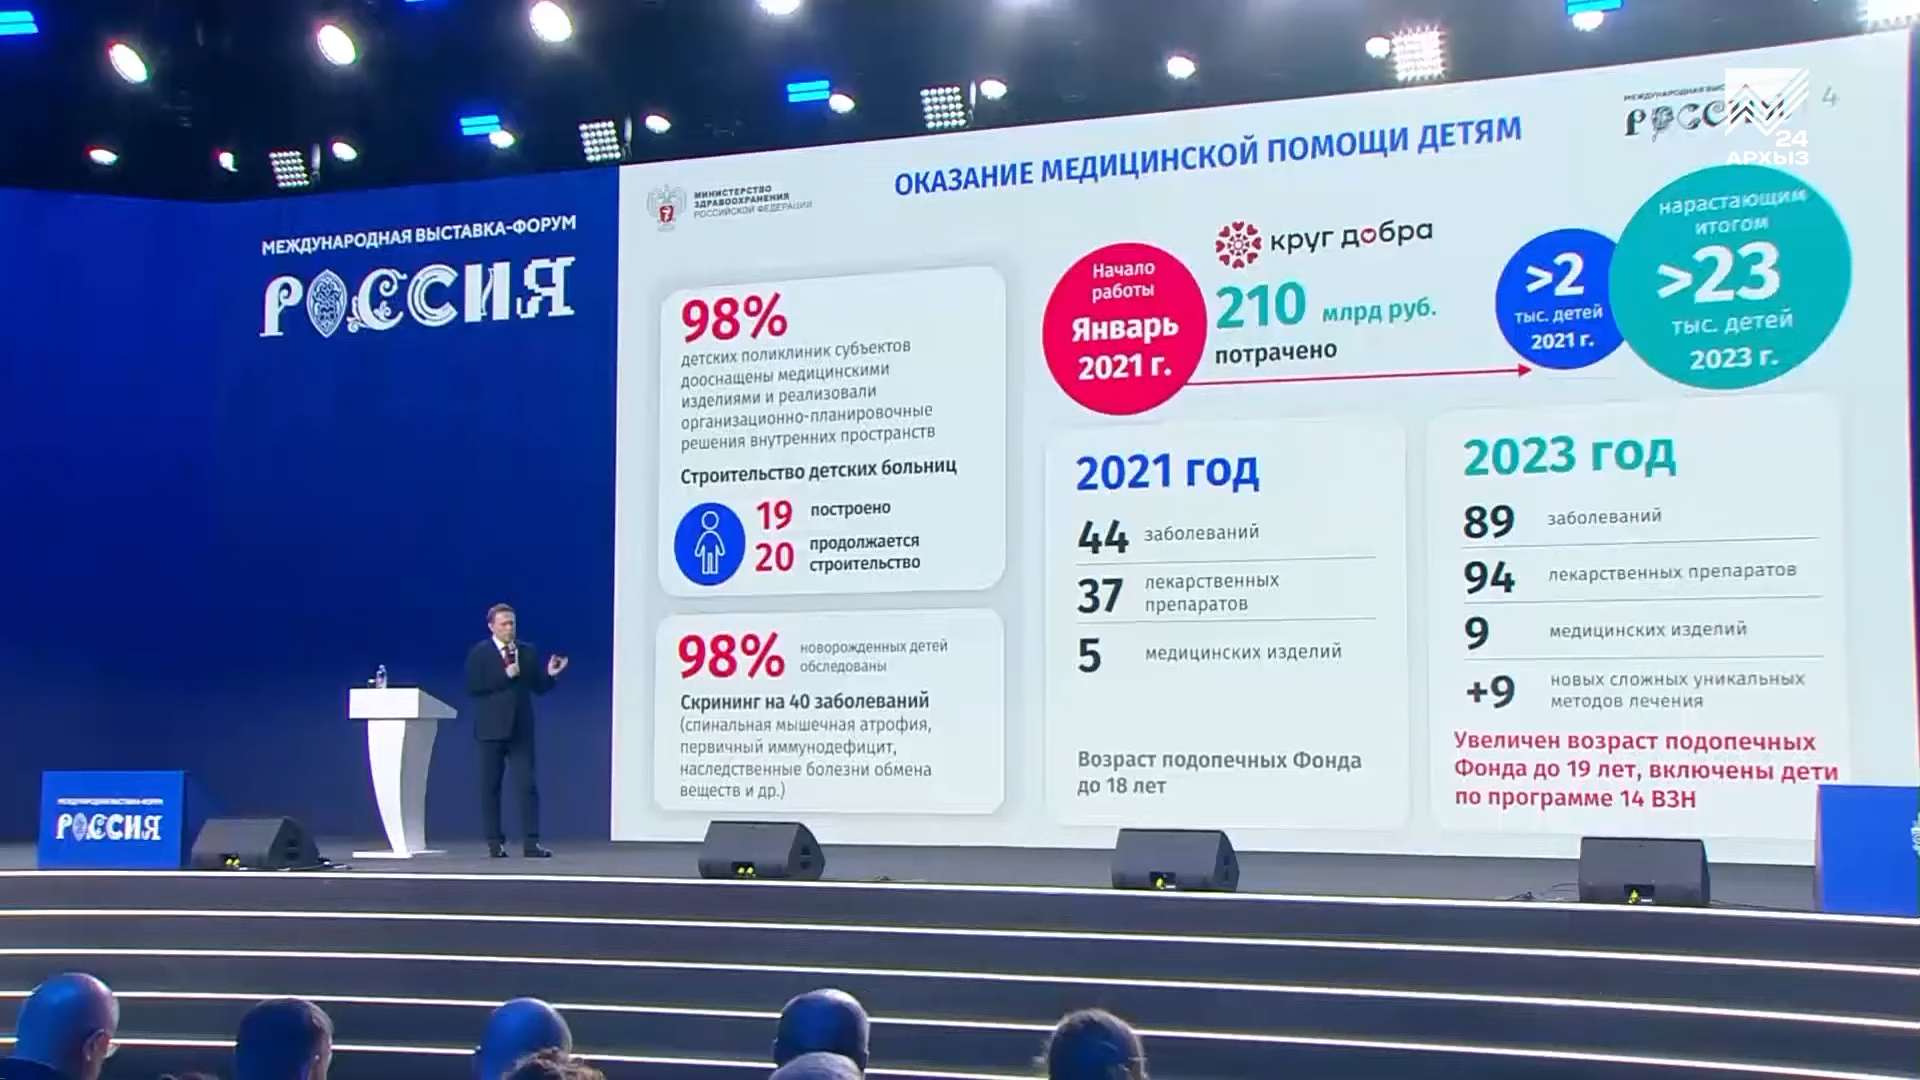 МЕЖДУНАРОДНАЯ ВЫСТАВКА-ФОРУМ
РОССИЯ
МИНИСТЕРСТВО
ЗДРАВООХРАНЕНИЯ
РОССИЙСКОЙ ФЕДЕРАЦИИ
ОКАЗАНИЕ МЕДИЦИНСКОЙ ПОМОЩИ ДЕТЯМ
МЕЖДУНАРОДНАЯ
РОССИЯ
4
24
АРХЫЗ
98%
детских поликлиник субъектов
дооснащены медицинскими
изделиями и реализовали
организационно-планировочные
решения внутренних пространств
Строительство детских больниц
19 построено
20 продолжается
строительство
98% новорожденных детей
обследованы
Скрининг на 40 заболеваний
(спинальная мышечная атрофия,
первичный иммунодефицит,
наследственные болезни обмена
веществ и др.)
Начало
работы
Январь
2021 г.
круг добра
210 млрд руб.
потрачено
>2
тыс. детей
2021 г.
нарастающим
итогом
>23
тыс. детей
2023 г.
2021 год
44 заболеваний
37 лекарственных
препаратов
5 медицинских изделий
Возраст подопечных Фонда
до 18 лет
2023 год
89 заболеваний
94 лекарственных препаратов
9 медицинских изделий
+9 новых сложных уникальных
методов лечения
Увеличен возраст подопечных
Фонда до 19 лет, включены дети
по программе 14 ВЗН
МЕЖДУНАРОДНАЯ ВЫСТАВКА-ФОРУМ
РОССИЯ